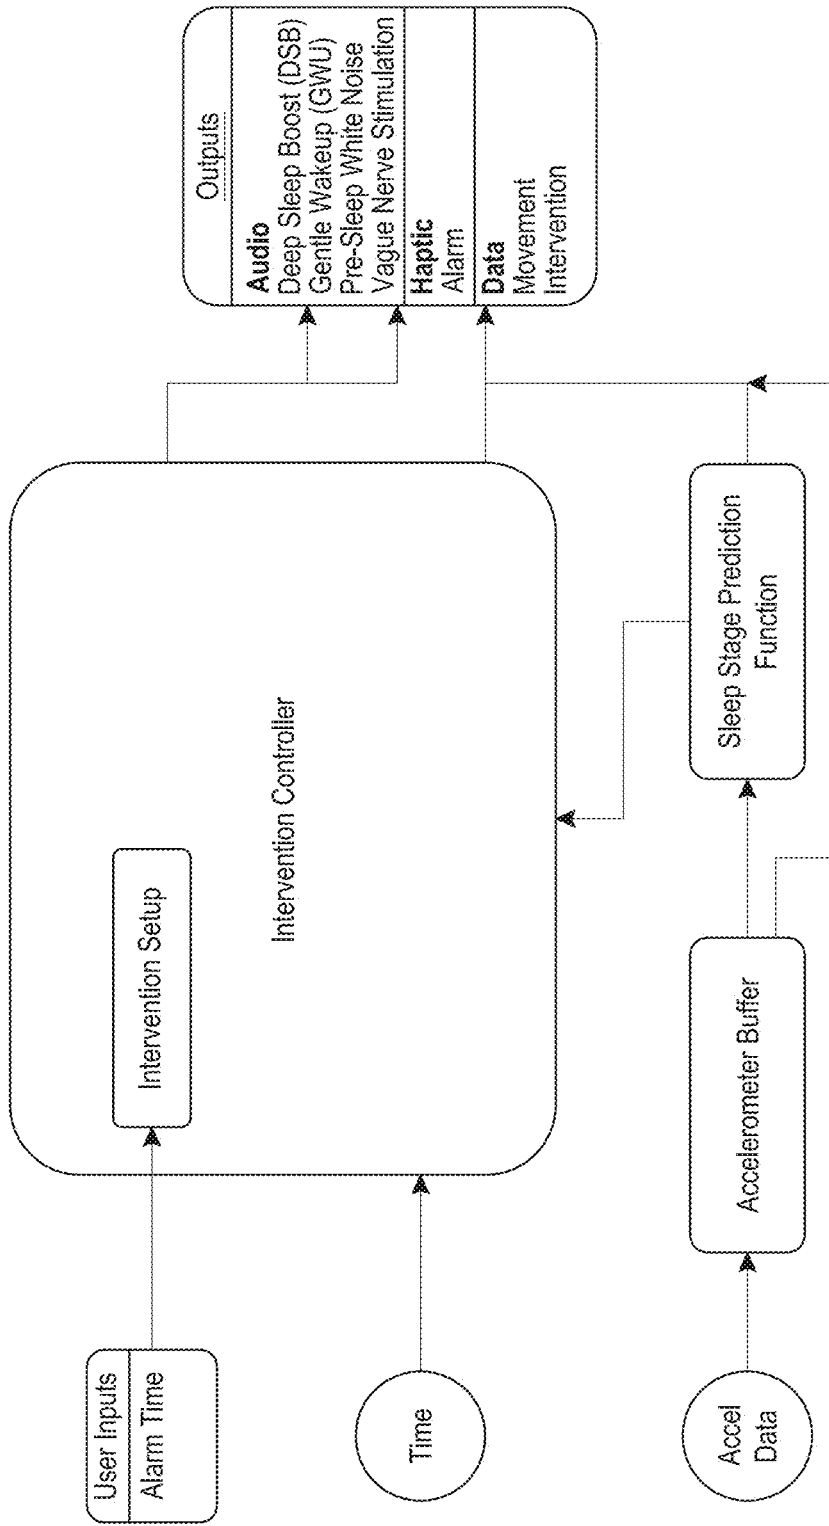 User Inputs
Alarm Time
Time
Accel
Data
Intervention Setup
Intervention Controller
Accelerometer Buffer
Sleep Stage Prediction
Function
Outputs
Audio
Deep Sleep Boost (DSB)
Gentle Wakeup (GWU)
Pre-Sleep White Noise
Vague Nerve Stimulation
Haptic
Alarm
Data
Movement
Intervention